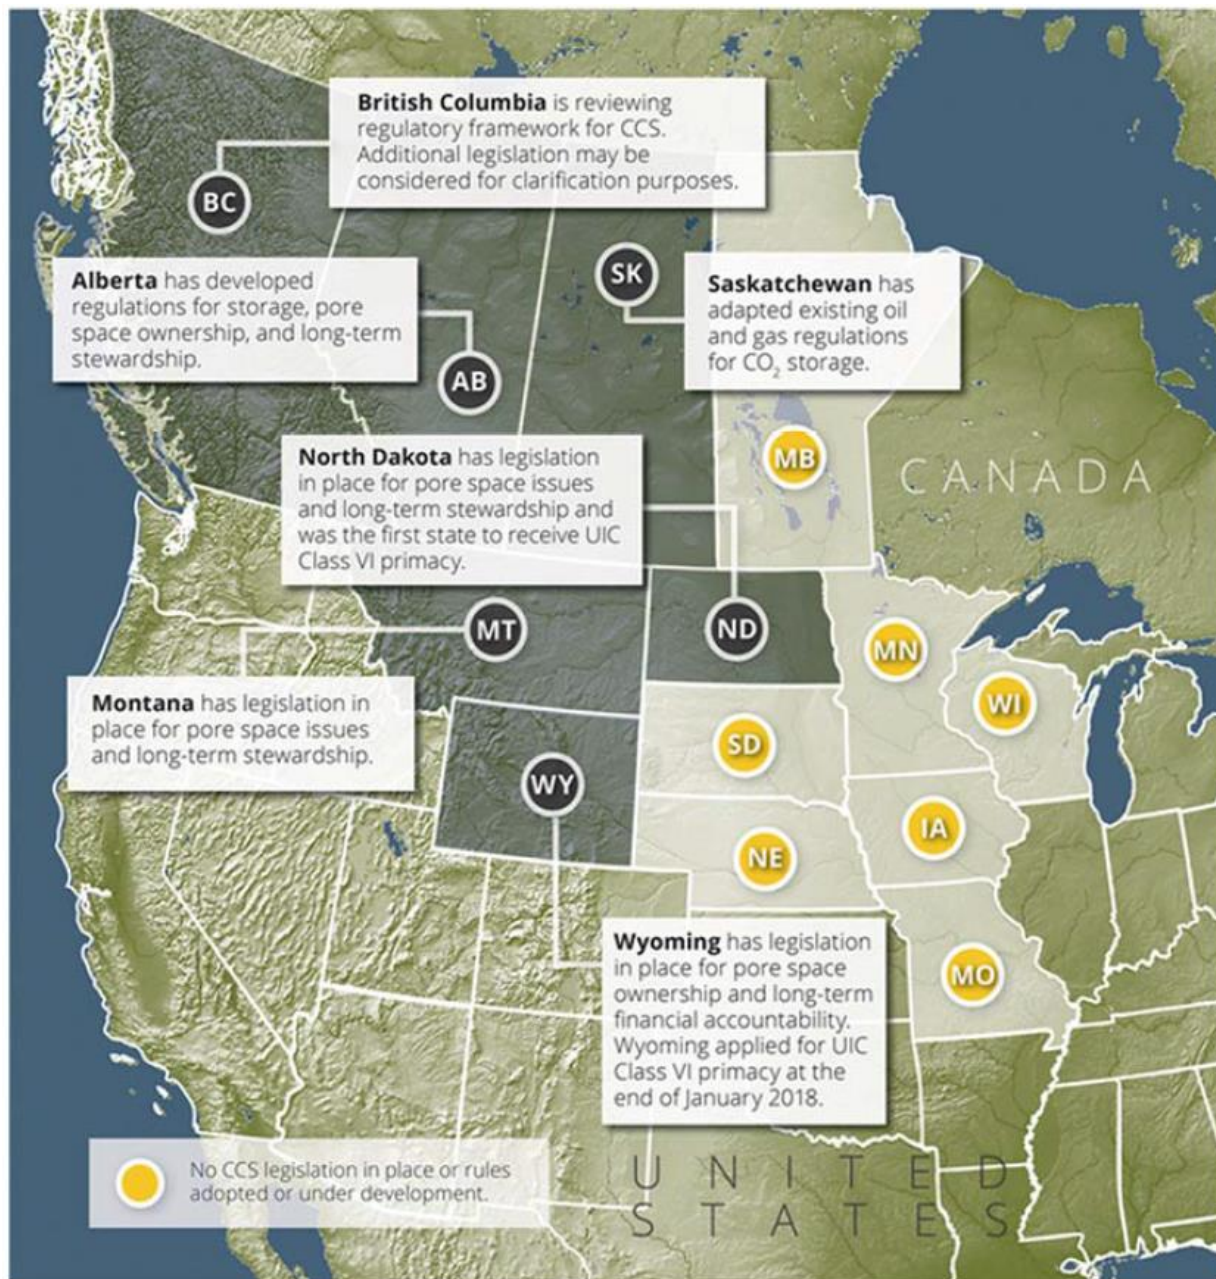 British Columbia is reviewing
regulatory framework for CCS.
Additional legislation may be
considered for clarification purposes.
BC
SK
Alberta has developed
regulations for storage, pore
space ownership, and long-term
stewardship.
Saskatchewan has
adapted existing oil
and gas regulations
for CO₂ storage.
AB
North Dakota has legislation
in place for pore space issues
and long-term stewardship and
was the first state to receive UIC
Class VI primacy.
MB
CANADA
MT
ND
MN
Montana has legislation in
place for pore space issues
and long-term stewardship.
WI
SD
WY
IA
NE
Wyoming has legislation
in place for pore space
ownership and long-term
financial accountability.
Wyoming applied for UIC
Class VI primacy at the
end of January 2018.
MO
No CCS legislation in place or rules
adopted or under development.
UNITED
STATES